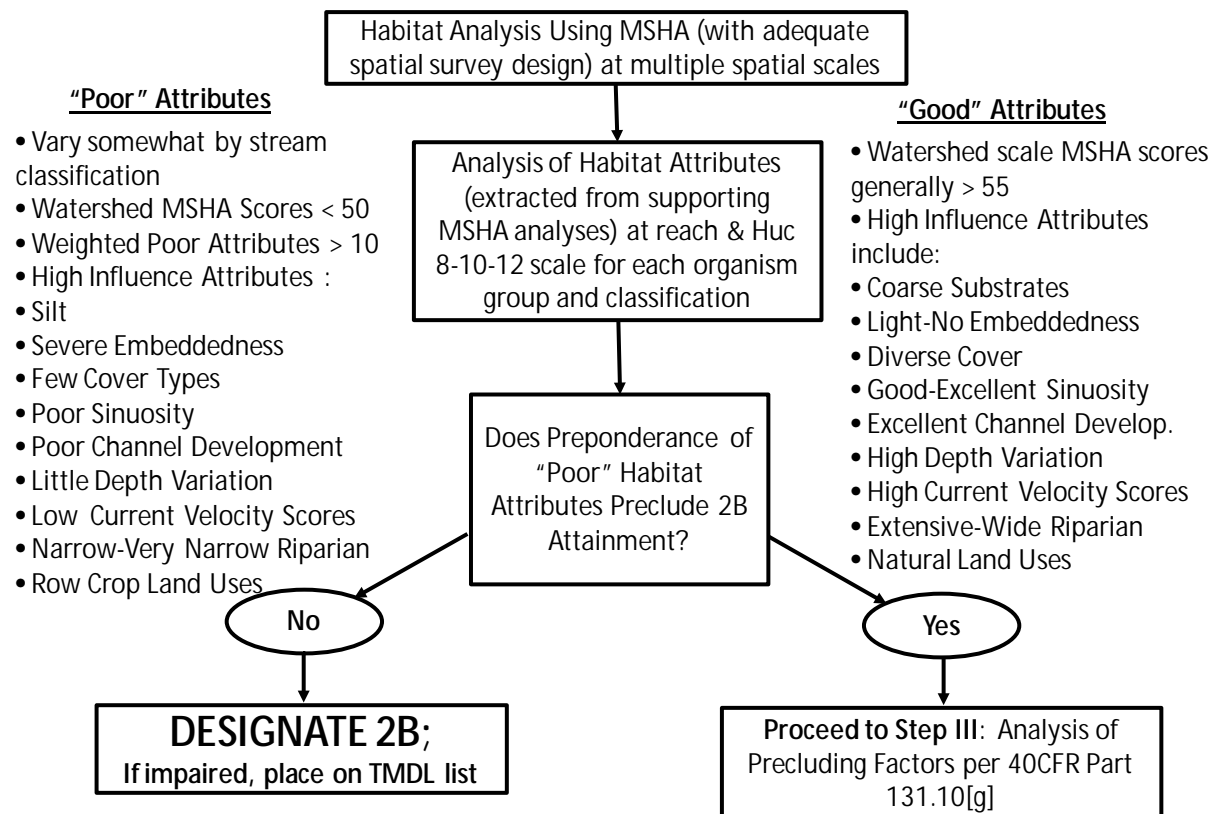 Habitat Analysis Using MSHA (with adequate
spatial survey design) at multiple spatial scales
“Poor” Attributes
• Vary somewhat by stream
classification
• Watershed MSHA Scores < 50
• Weighted Poor Attributes > 10
• High Influence Attributes :
• Silt
• Severe Embeddedness
• Few Cover Types
• Poor Sinuosity
• Poor Channel Development
• Little Depth Variation
• Low Current Velocity Scores
• Narrow-Very Narrow Riparian
• Row Crop Land Uses
Analysis of Habitat Attributes
(extracted from supporting
MSHA analyses) at reach & Huc
8-10-12 scale for each organism
group and classification
“Good” Attributes
• Watershed scale MSHA scores
generally > 55
• High Influence Attributes
include:
• Coarse Substrates
• Light-No Embeddedness
• Diverse Cover
• Good-Excellent Sinuosity
• Excellent Channel Develop.
• High Depth Variation
• High Current Velocity Scores
• Extensive-Wide Riparian
• Natural Land Uses
Does Preponderance of
“Poor” Habitat
Attributes Preclude 2B
Attainment?
No
Yes
DESIGNATE 2B;
If impaired, place on TMDL list
Proceed to Step III: Analysis of
Precluding Factors per 40CFR Part
131.10[g]